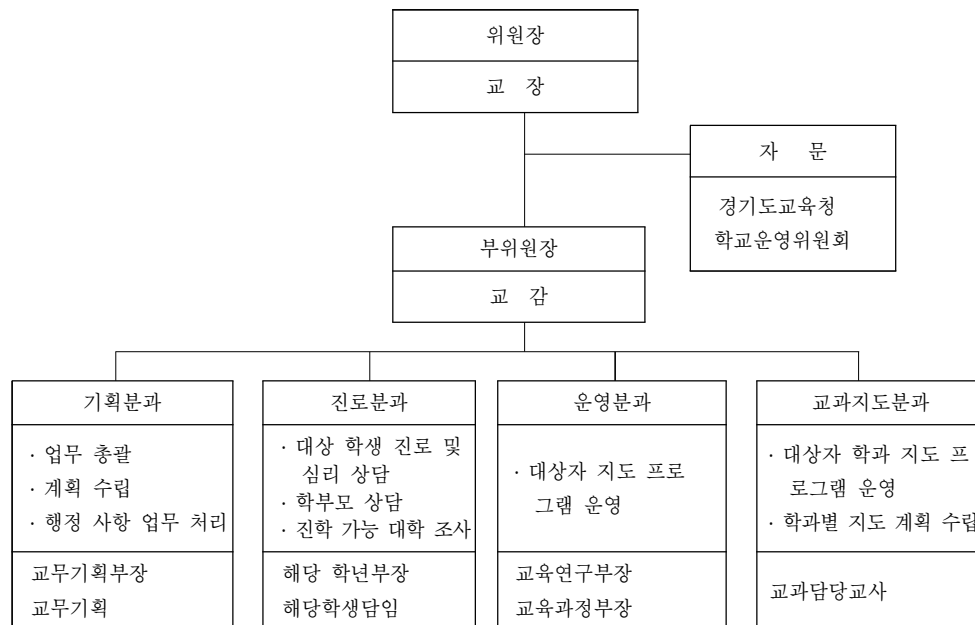 위원장
교 장
자 문
경기도교육청
학교운영위원회
부위원장
교 감
기획분과
· 업무 총괄
· 계획 수립
· 행정 사항 업무 처리
교무기획부장
교무기획
진로분과
· 대상 학생 진로 및
심리 상담
· 학부모 상담
· 진학 가능 대학 조사
해당 학년부장
해당학생담임
운영분과
· 대상자 지도 프로
그램 운영
교육연구부장
교육과정부장
교과지도분과
· 대상자 학과 지도 프
로그램 운영
· 학과별 지도 계획 수립
교과담당교사